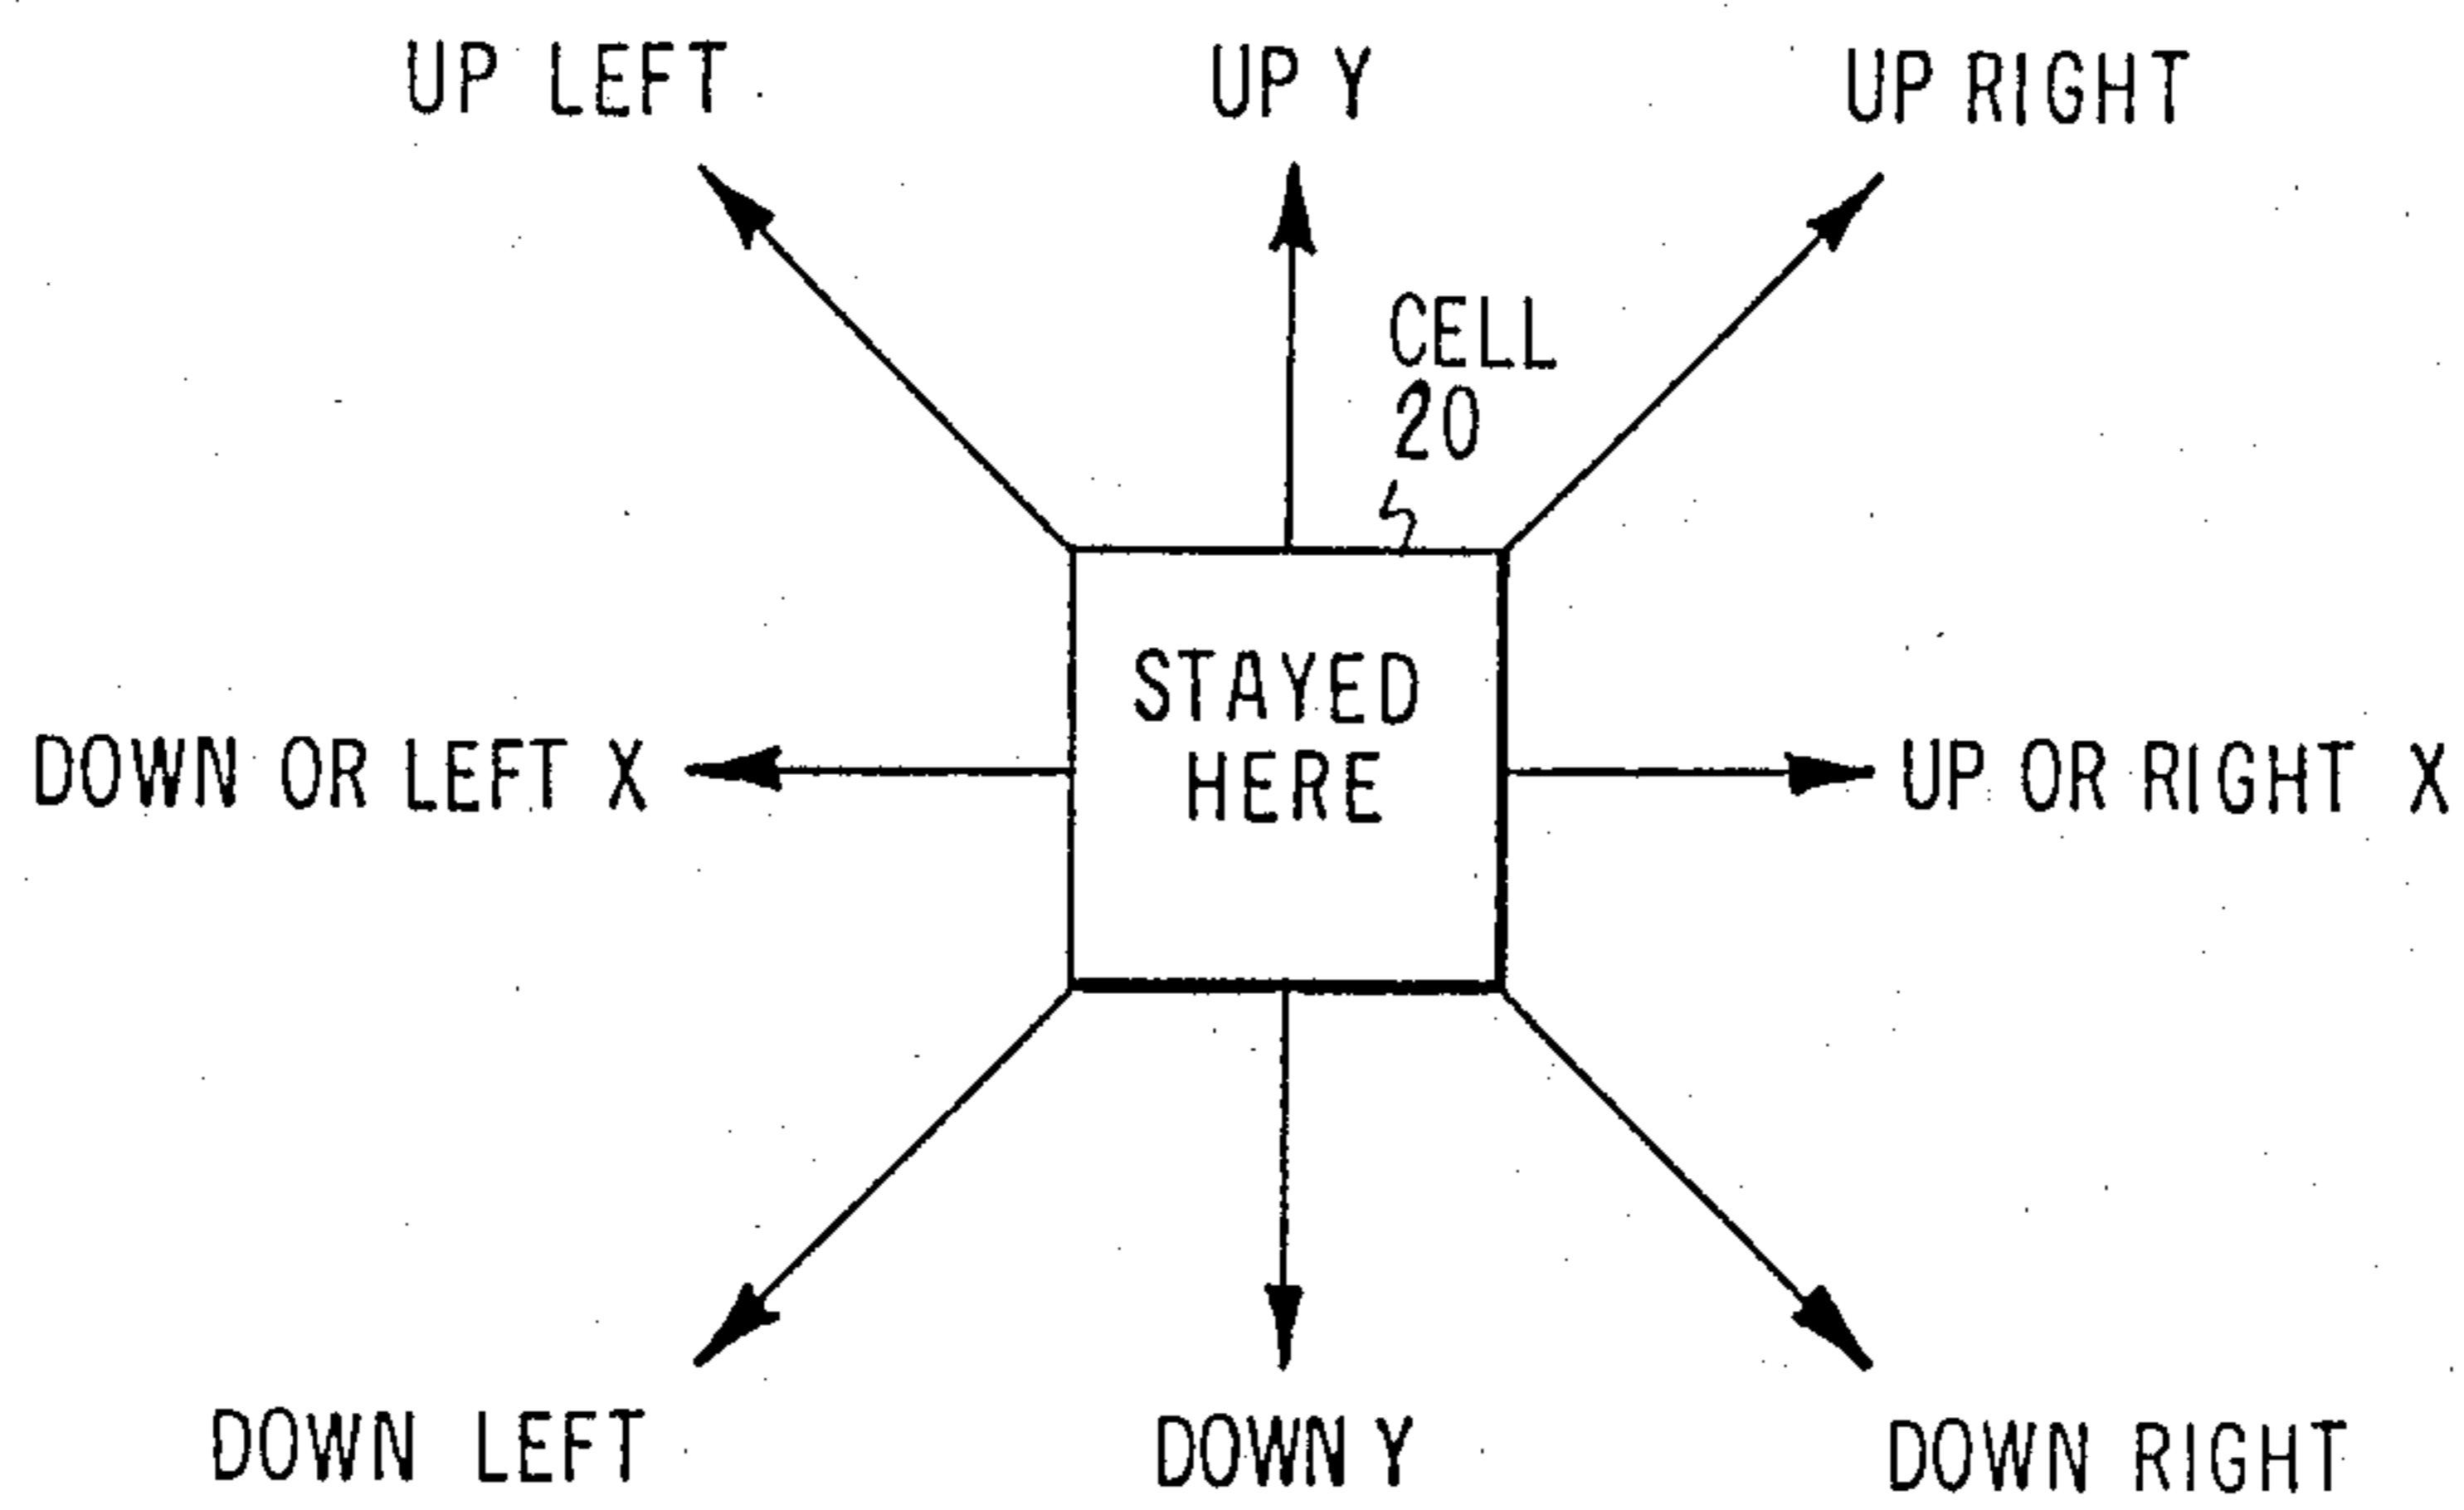 UP LEFT
UP Y
UP RIGHT
CELL
20
STAYED
HERE
DOWN OR LEFT X
UP OR RIGHT X
DOWN LEFT
DOWN Y
DOWN RIGHT